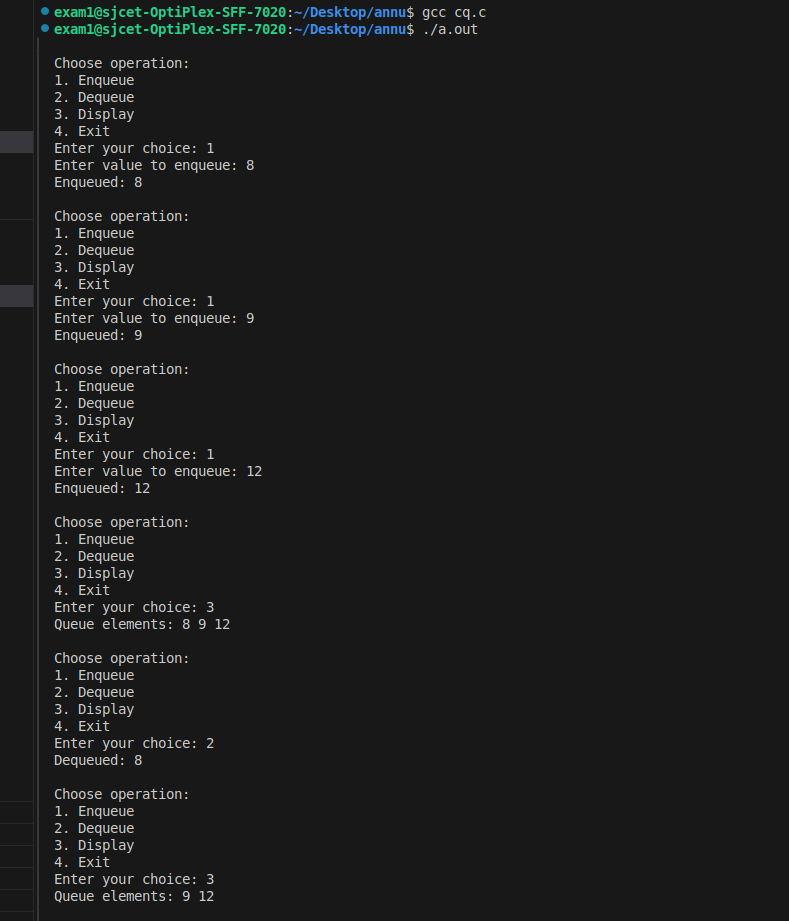 exam1@sjcet-OptiPlex-SFF-7020:~/Desktop/annu$ gcc cq.c
exam1@sjcet-OptiPlex-SFF-7020:~/Desktop/annu$ ./a.out

Choose operation:
1. Enqueue
2. Dequeue
3. Display
4. Exit
Enter your choice: 1
Enter value to enqueue: 8
Enqueued: 8

Choose operation:
1. Enqueue
2. Dequeue
3. Display
4. Exit
Enter your choice: 1
Enter value to enqueue: 9
Enqueued: 9

Choose operation:
1. Enqueue
2. Dequeue
3. Display
4. Exit
Enter your choice: 1
Enter value to enqueue: 12
Enqueued: 12

Choose operation:
1. Enqueue
2. Dequeue
3. Display
4. Exit
Enter your choice: 3
Queue elements: 8 9 12

Choose operation:
1. Enqueue
2. Dequeue
3. Display
4. Exit
Enter your choice: 2
Dequeued: 8

Choose operation:
1. Enqueue
2. Dequeue
3. Display
4. Exit
Enter your choice: 3
Queue elements: 9 12